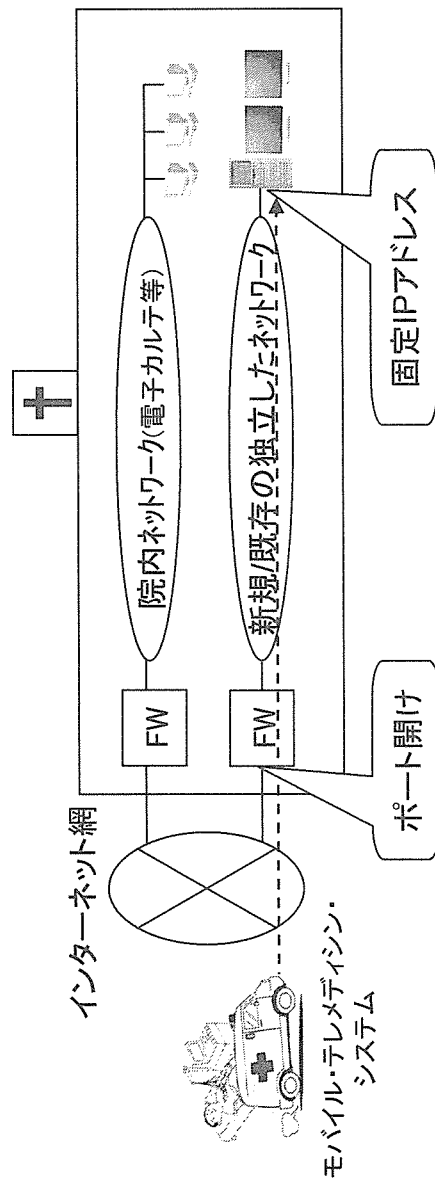 インターネット網
モバイル・テレメディシン・
システム
FW
院内ネットワーク(電子カルテ等)
FW
新規/既存の独立したネットワーク
ポート開け
固定IPアドレス